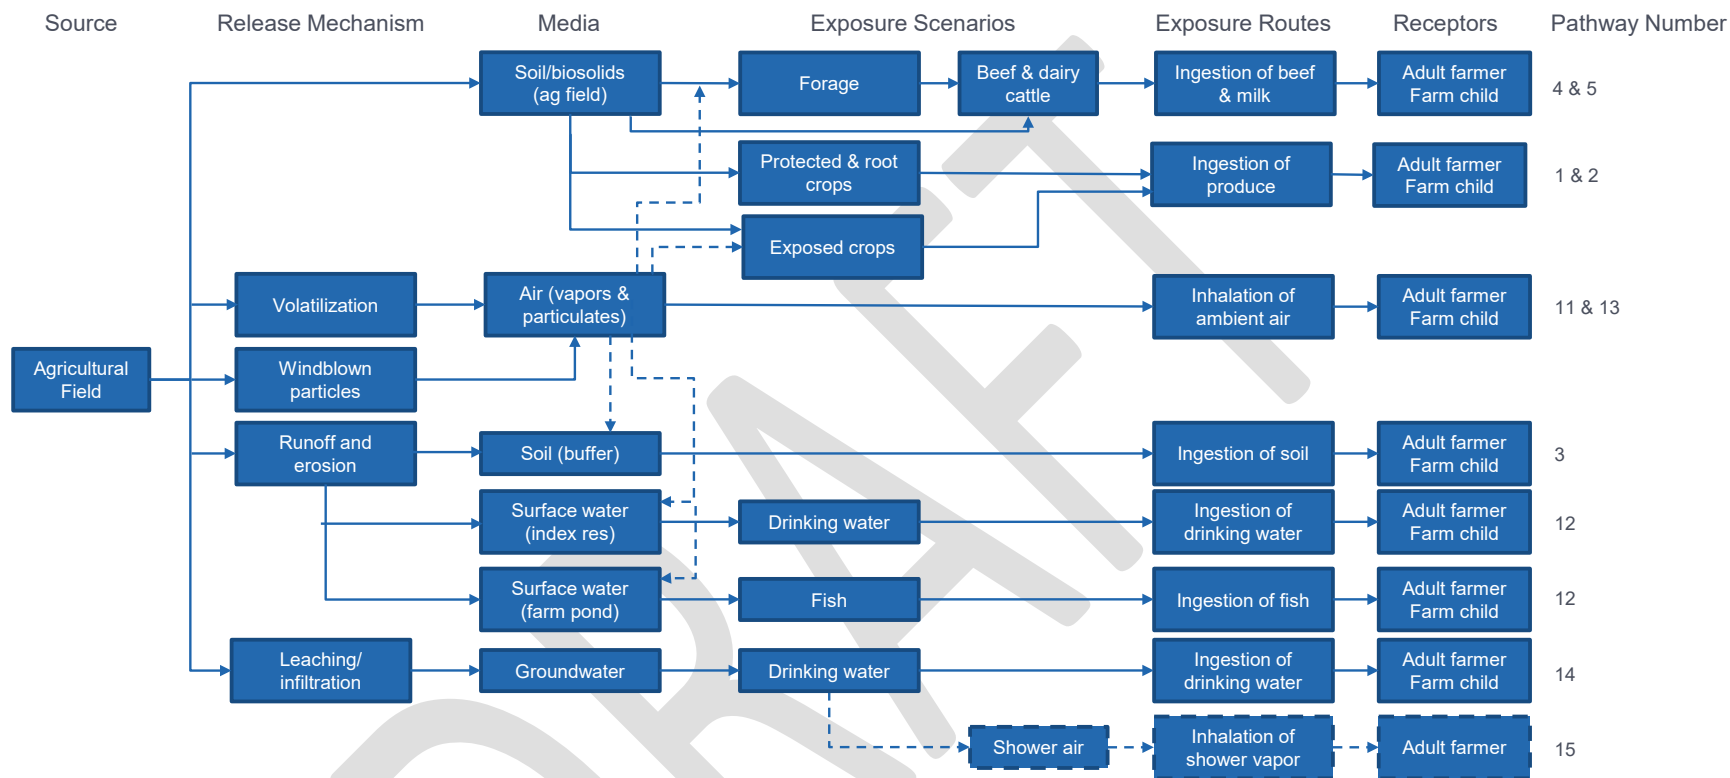 Source
Release Mechanism
Media
Exposure Scenarios
Exposure Routes
Receptors
Pathway Number
Soil/biosolids
(ag field)
Forage
Beef & dairy
cattle
Ingestion of beef
& milk
Adult farmer
Farm child
4 & 5
Protected & root
crops
Ingestion of
produce
Adult farmer
Farm child
1 & 2
Exposed crops
Volatilization
Air (vapors &
particulates)
Inhalation of
ambient air
Adult farmer
Farm child
11 & 13
Agricultural
Field
Windblown
particles
Runoff and
erosion
Soil (buffer)
Ingestion of soil
Adult farmer
Farm child
3
Surface water
(index res)
Drinking water
Ingestion of
drinking water
Adult farmer
Farm child
12
Surface water
(farm pond)
Fish
Ingestion of fish
Adult farmer
Farm child
12
Leaching/
infiltration
Groundwater
Drinking water
Ingestion of
drinking water
Adult farmer
Farm child
14
Shower air
Inhalation of
shower vapor
Adult farmer
15
DRAFT